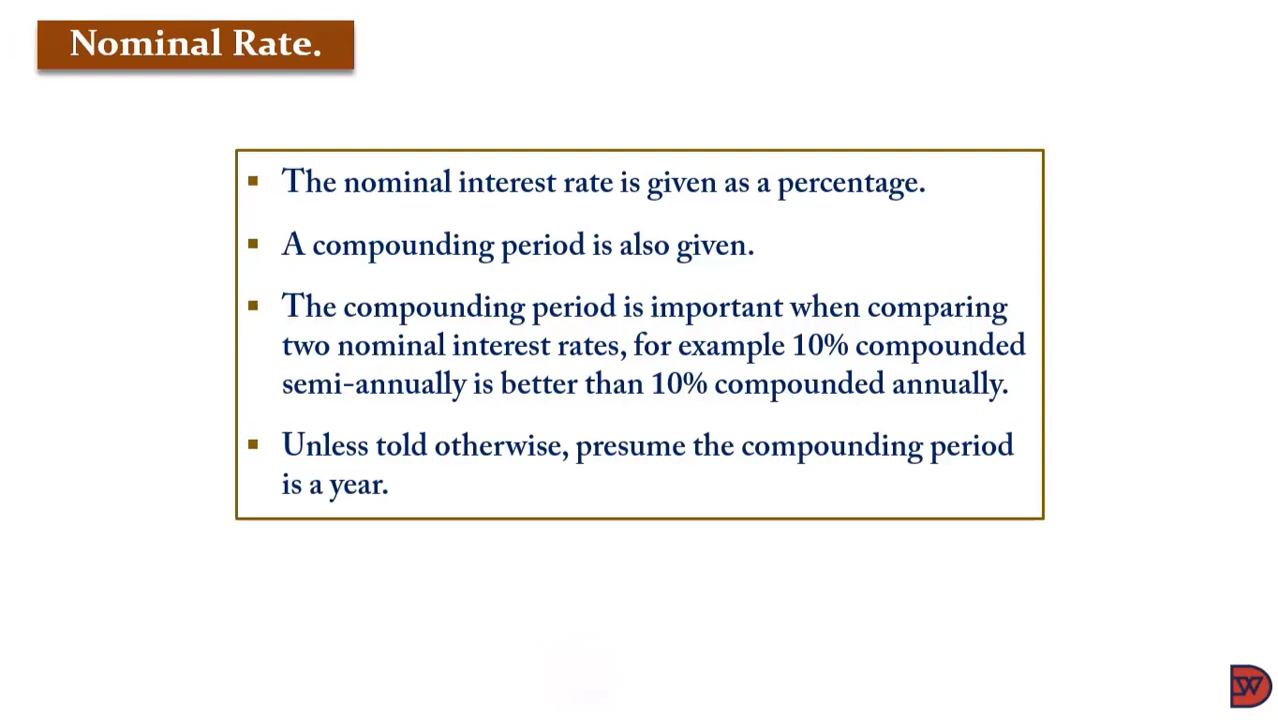 Nominal Rate.
▪ The nominal interest rate is given as a percentage.
▪ A compounding period is also given.
▪ The compounding period is important when comparing
two nominal interest rates, for example 10% compounded
semi-annually is better than 10% compounded annually.
▪ Unless told otherwise, presume the compounding period
is a year.
DW